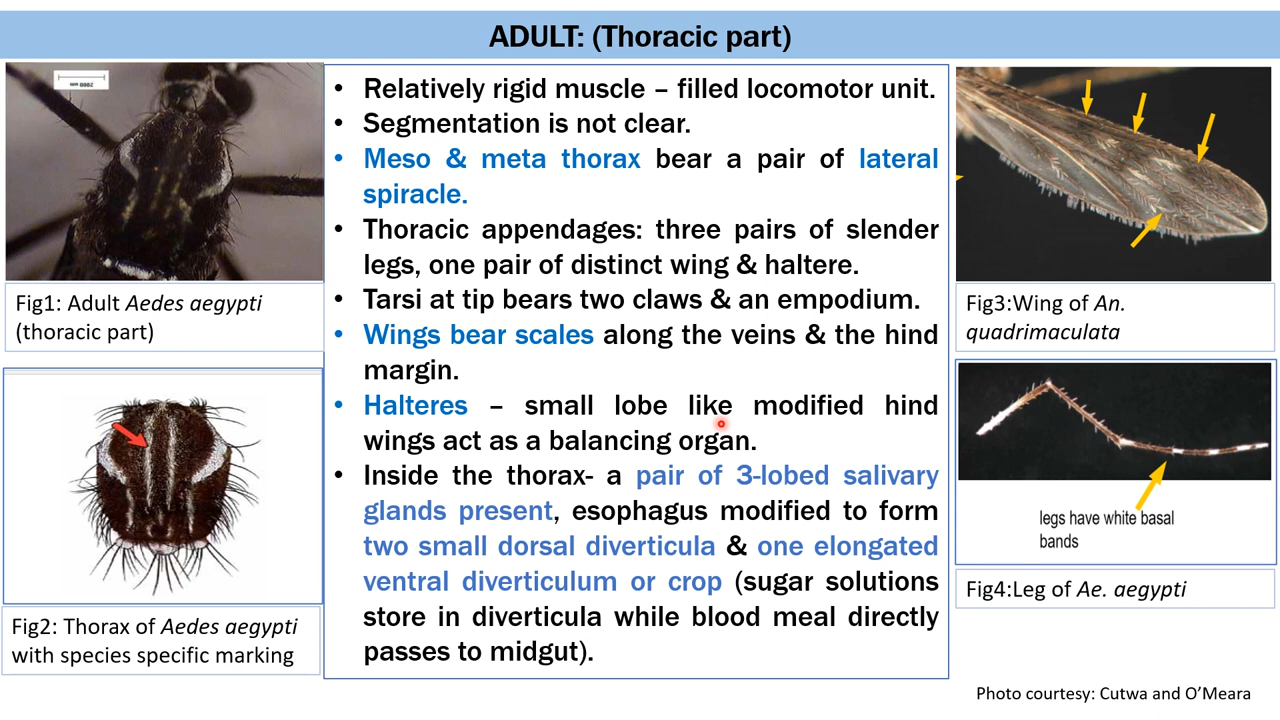 ADULT: (Thoracic part)
Fig1: Adult Aedes aegypti
(thoracic part)
Fig2: Thorax of Aedes aegypti
with species specific marking
• Relatively rigid muscle – filled locomotor unit.
• Segmentation is not clear.
• Meso & meta thorax bear a pair of lateral
spiracle.
• Thoracic appendages: three pairs of slender
legs, one pair of distinct wing & haltere.
• Tarsi at tip bears two claws & an empodium.
• Wings bear scales along the veins & the hind
margin.
• Halteres – small lobe like modified hind
wings act as a balancing organ.
• Inside the thorax- a pair of 3-lobed salivary
glands present, esophagus modified to form
two small dorsal diverticula & one elongated
ventral diverticulum or crop (sugar solutions
store in diverticula while blood meal directly
passes to midgut).
Fig3:Wing of An.
quadrimaculata
legs have white basal
bands
Fig4:Leg of Ae. aegypti
Photo courtesy: Cutwa and O’Meara